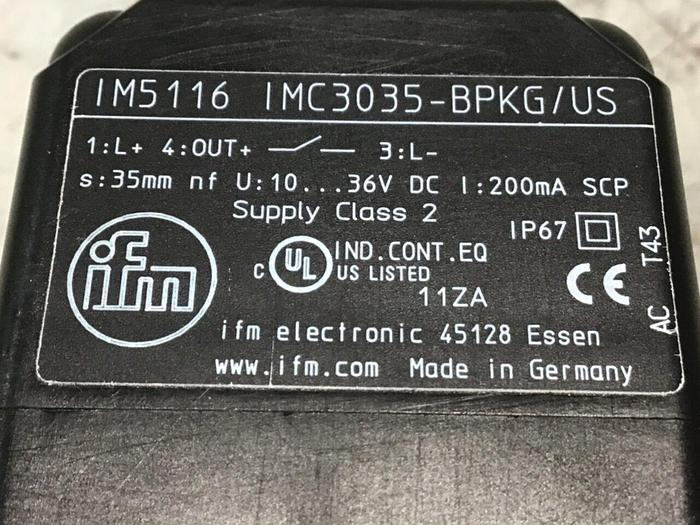 IM5116 IMC3035-BPKG/US
1:L+ 4:OUT+ 3:L-
s:35mm nf U:10...36V DC I:200mA SCP
Supply Class 2
IP67
ifm
C UL IND.CONT.EQ
US LISTED
11ZA
CE
AC T43
ifm electronic 45128 Essen
www.ifm.com Made in Germany